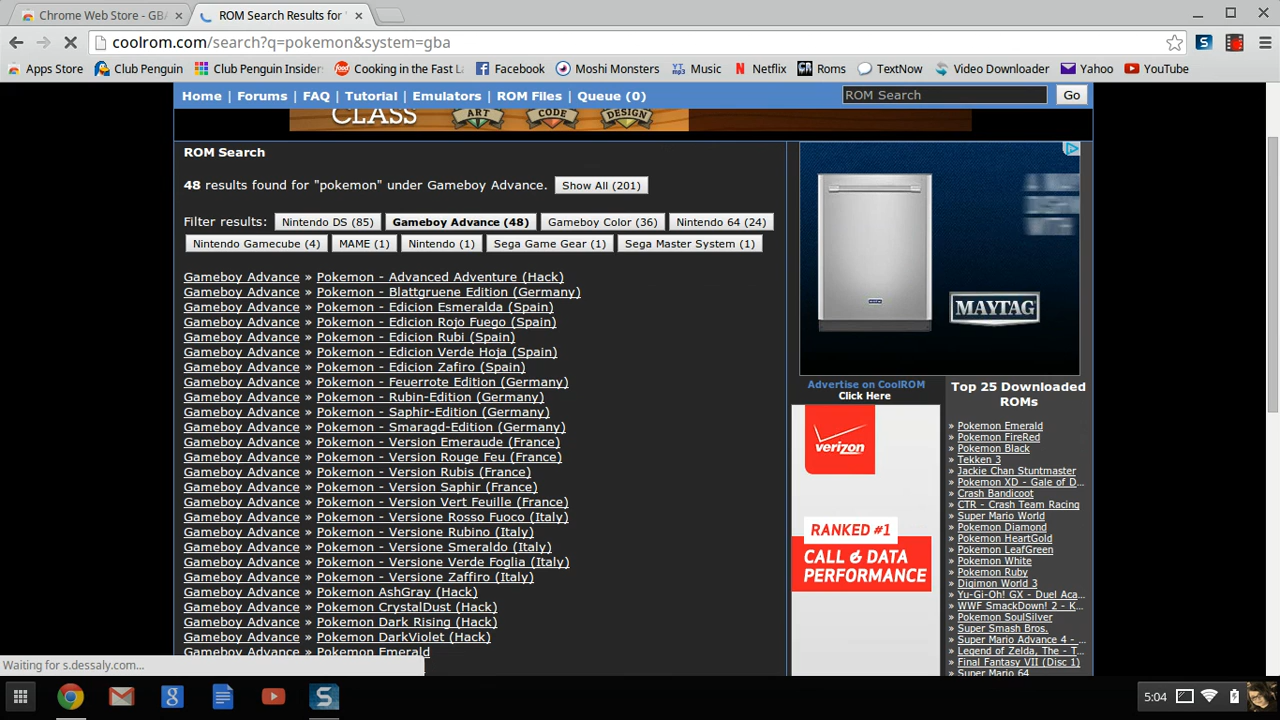 Chrome Web Store - GBA
ROM Search Results for "
coolrom.com/search?q=pokemon&system=gba
Apps Store Club Penguin Club Penguin Insider Cooking in the Fast La Facebook Moshi Monsters Music Netflix Roms TextNow Video Downloader Yahoo YouTube
Home | Forums | FAQ | Tutorial | Emulators | ROM Files | Queue (0)
ROM Search Go
CLASS ART CODE DESIGN
ROM Search
48 results found for "pokemon" under Gameboy Advance. Show All (201)
Filter results: Nintendo DS (85) Gameboy Advance (48) Gameboy Color (36) Nintendo 64 (24)
Nintendo Gamecube (4) MAME (1) Nintendo (1) Sega Game Gear (1) Sega Master System (1)
Gameboy Advance » Pokemon - Advanced Adventure (Hack)
Gameboy Advance » Pokemon - Blattgruene Edition (Germany)
Gameboy Advance » Pokemon - Edicion Esmeralda (Spain)
Gameboy Advance » Pokemon - Edicion Rojo Fuego (Spain)
Gameboy Advance » Pokemon - Edicion Rubi (Spain)
Gameboy Advance » Pokemon - Edicion Verde Hoja (Spain)
Gameboy Advance » Pokemon - Edicion Zafiro (Spain)
Gameboy Advance » Pokemon - Feuerrote Edition (Germany)
Gameboy Advance » Pokemon - Rubin-Edition (Germany)
Gameboy Advance » Pokemon - Saphir-Edition (Germany)
Gameboy Advance » Pokemon - Smaragd-Edition (Germany)
Gameboy Advance » Pokemon - Version Emeraude (France)
Gameboy Advance » Pokemon - Version Rouge Feu (France)
Gameboy Advance » Pokemon - Version Rubis (France)
Gameboy Advance » Pokemon - Version Saphir (France)
Gameboy Advance » Pokemon - Version Vert Feuille (France)
Gameboy Advance » Pokemon - Versione Rosso Fuoco (Italy)
Gameboy Advance » Pokemon - Versione Rubino (Italy)
Gameboy Advance » Pokemon - Versione Smeraldo (Italy)
Gameboy Advance » Pokemon - Versione Verde Foglia (Italy)
Gameboy Advance » Pokemon - Versione Zaffiro (Italy)
Gameboy Advance » Pokemon AshGray (Hack)
Gameboy Advance » Pokemon CrystalDust (Hack)
Gameboy Advance » Pokemon Dark Rising (Hack)
Gameboy Advance » Pokemon DarkViolet (Hack)
Gameboy Advance » Pokemon Emerald
MAYTAG
Advertise on CoolROM
Click Here
verizon
RANKED #1
CALL & DATA
PERFORMANCE
Top 25 Downloaded
ROMs
» Pokemon Emerald
» Pokemon FireRed
» Pokemon Black
» Tekken 3
» Jackie Chan Stuntmaster
» Pokemon XD - Gale of D...
» Crash Bandicoot
» CTR - Crash Team Racing
» Super Mario World
» Pokemon Diamond
» Pokemon HeartGold
» Pokemon LeafGreen
» Pokemon White
» Pokemon Ruby
» Digimon World 3
» Yu-Gi-Oh! GX - Duel Aca...
» WWF SmackDown! 2 - K...
» Pokemon SoulSilver
» Super Smash Bros.
» Super Mario Advance 4 - ...
» Legend of Zelda, The - T...
» Final Fantasy VII (Disc 1)
» Super Mario 64
Waiting for s.dessaly.com...
5:04